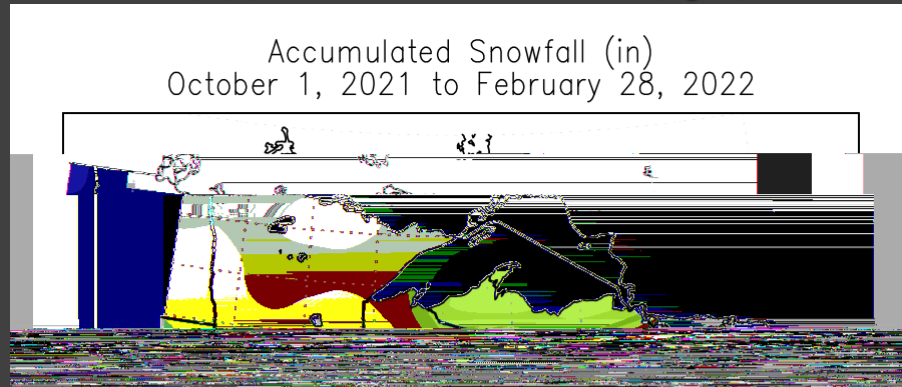 Accumulated Snowfall (in)
October 1, 2021 to February 28, 2022